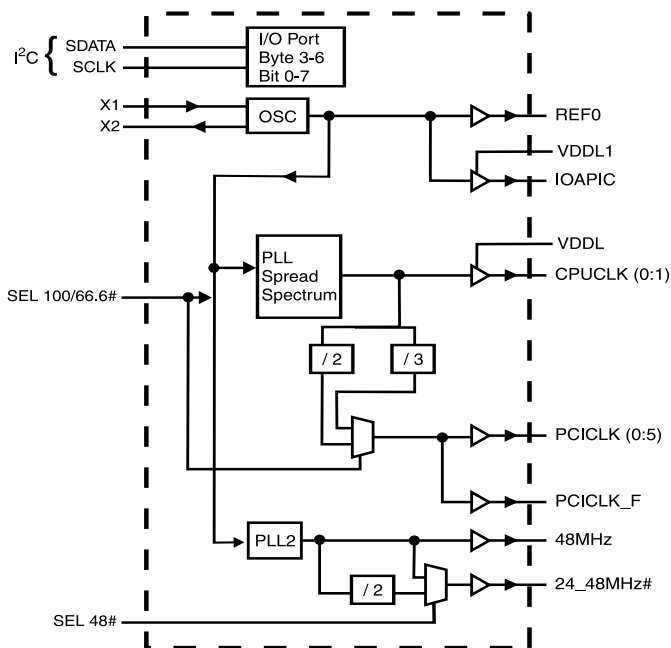 I²C { SDATA
SCLK
I/O Port
Byte 3-6
Bit 0-7
X1
X2
OSC
REF0
VDDL1
IOAPIC
PLL
Spread
Spectrum
VDDL
CPUCLK (0:1)
SEL 100/66.6#
/ 2
/ 3
PCICLK (0:5)
PCICLK_F
PLL2
48MHz
/ 2
24_48MHz#
SEL 48#